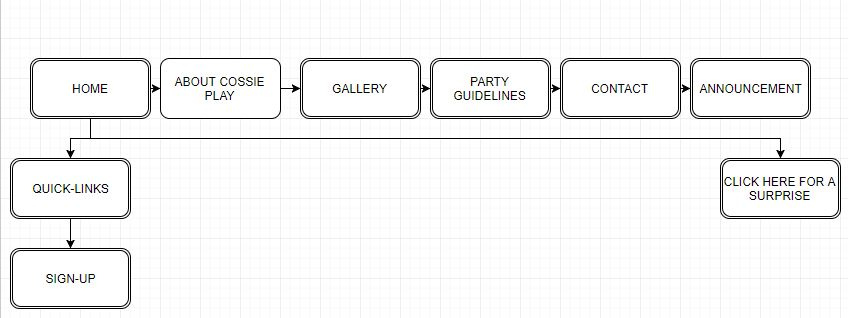 HOME
ABOUT COSSIE
PLAY
GALLERY
PARTY
GUIDELINES
CONTACT
ANNOUNCEMENT
QUICK-LINKS
CLICK HERE FOR A
SURPRISE
SIGN-UP